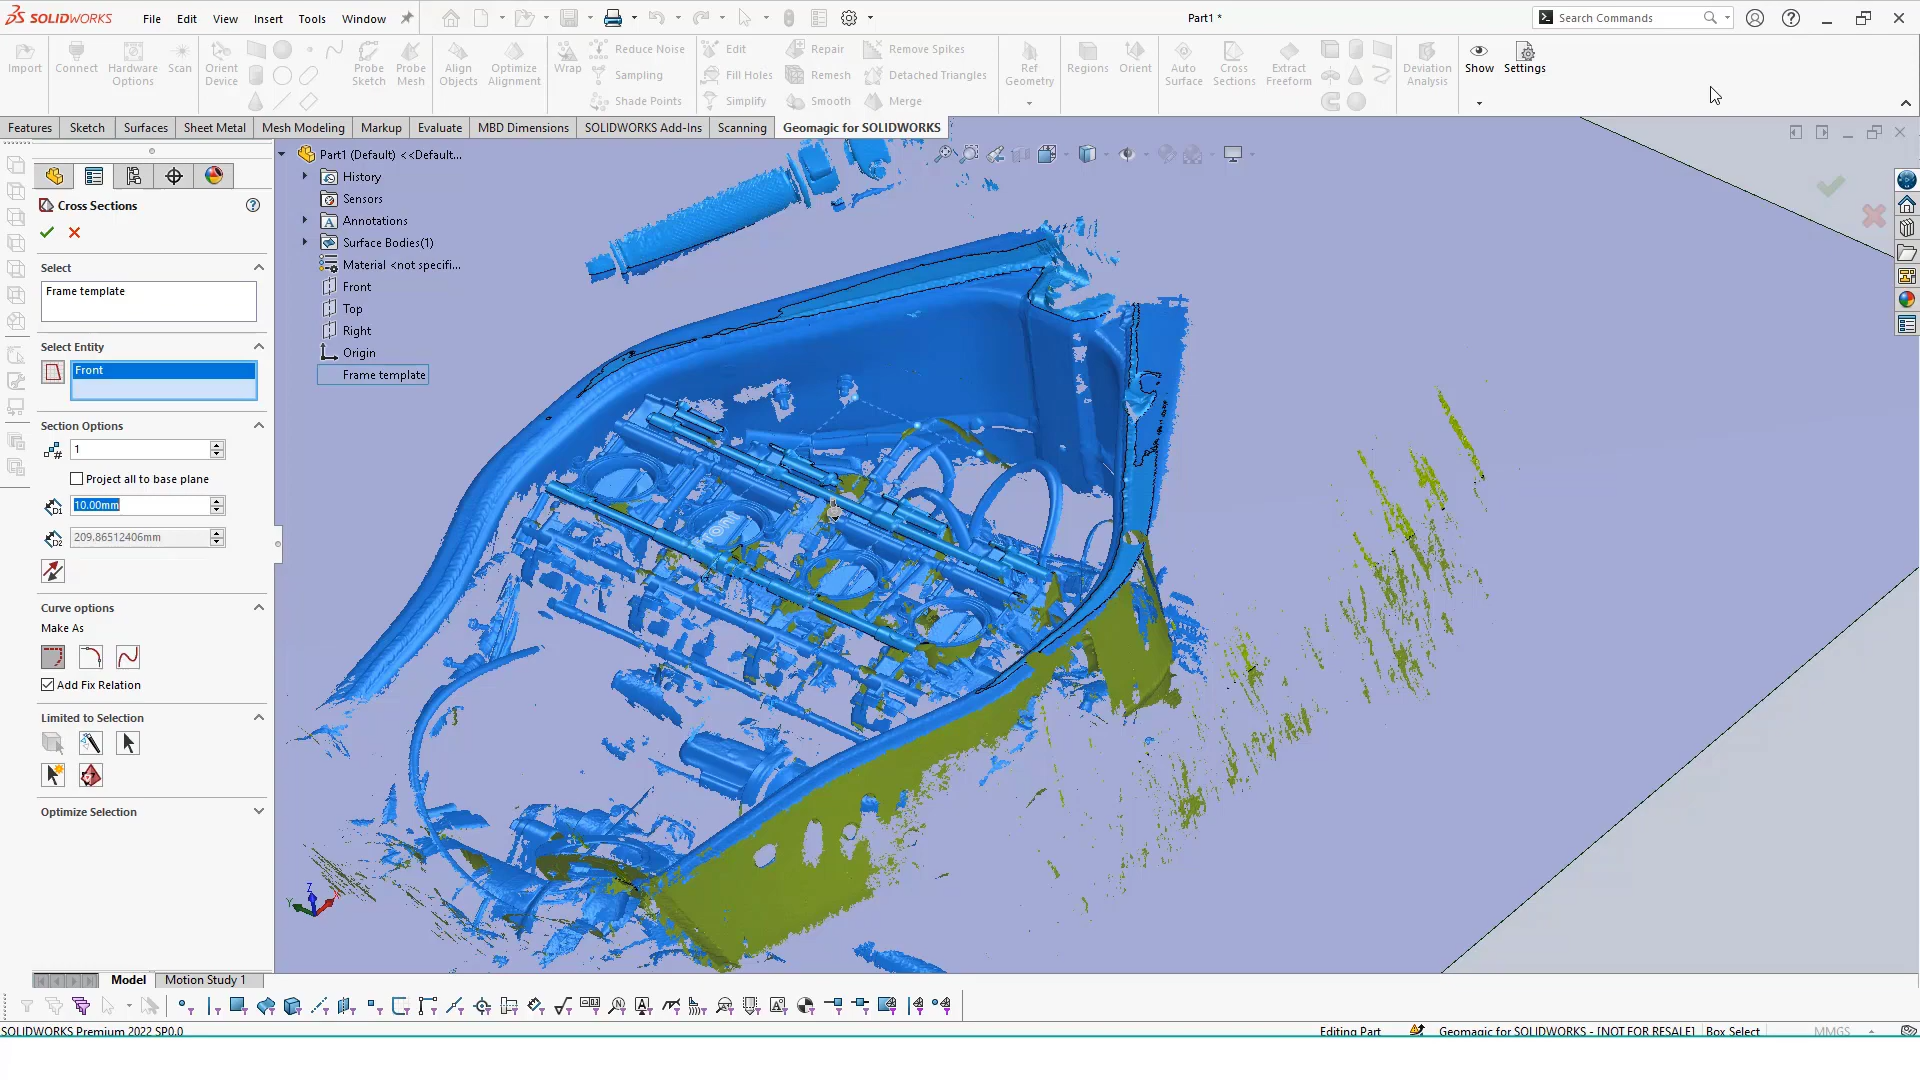 SOLIDWORKS
File Edit View Insert Tools Window
Part1 *
Search Commands
Import
Connect
Hardware Options
Scan
Orient Device
Probe Sketch
Probe Mesh
Align Objects
Optimize Alignment
Wrap
Reduce Noise
Sampling
Shade Points
Edit
Fill Holes
Simplify
Repair
Remesh
Smooth
Remove Spikes
Detached Triangles
Merge
Ref Geometry
Regions
Orient
Auto Surface
Cross Sections
Extract Freeform
Deviation Analysis
Show
Settings
Features Sketch Surfaces Sheet Metal Mesh Modeling Markup Evaluate MBD Dimensions SOLIDWORKS Add-Ins Scanning Geomagic for SOLIDWORKS
Cross Sections
Select
Frame template
Select Entity
Front
Section Options
1
Project all to base plane
D1 10.00mm
D2 209.86512406mm
Curve options
Make As
Add Fix Relation
Limited to Selection
Optimize Selection
Part1 (Default) <<Default...
History
Sensors
Annotations
Surface Bodies(1)
Material <not specifi...
Front
Top
Right
Origin
Frame template
Z
Y
Model Motion Study 1
SOLIDWORKS Premium 2022 SP0.0
Editing Part Geomagic for SOLIDWORKS - [NOT FOR RESALE] Box Select MMGS